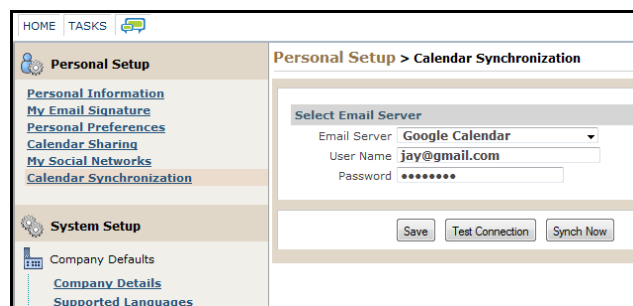 HOME TASKS
Personal Setup
Personal Information
My Email Signature
Personal Preferences
Calendar Sharing
My Social Networks
Calendar Synchronization
System Setup
Company Defaults
Company Details
Supported Languages
Personal Setup > Calendar Synchronization
Select Email Server
Email Server Google Calendar
User Name jay@gmail.com
Password ••••••••
Save Test Connection Synch Now